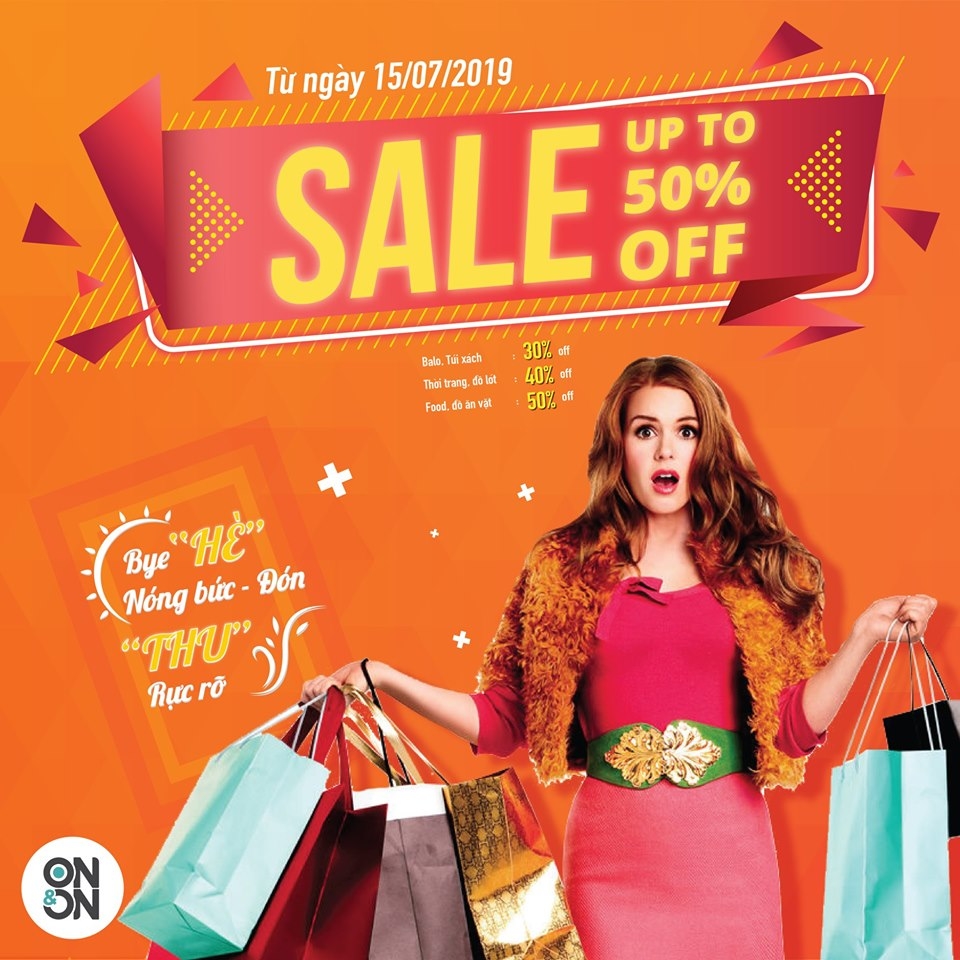 Từ ngày 15/07/2019
SALE
UP TO
50%
OFF
Balo, Túi xách : 30% off
Thời trang, đồ lót : 40% off
Food, đồ ăn vặt : 50% off
Bye “HÈ”
Nóng bức - Đón
“THU”
Rực rỡ
ON
&
ON